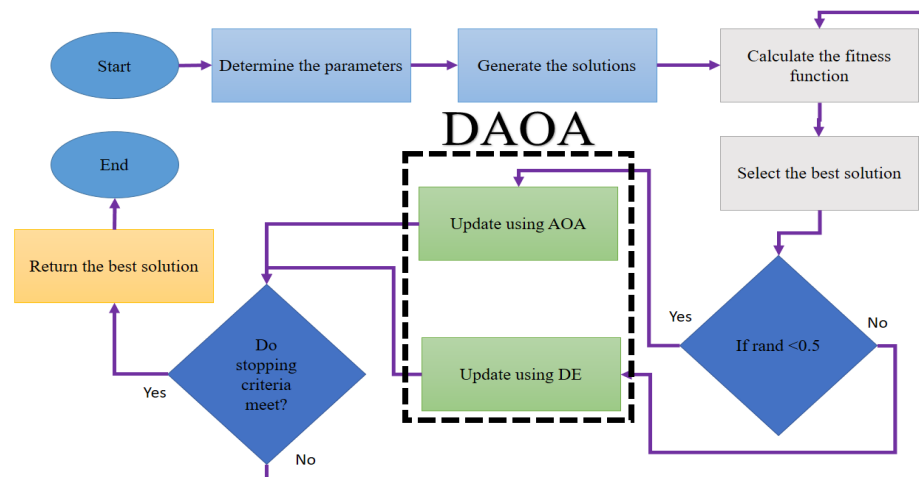 Start
Determine the parameters
Generate the solutions
Calculate the fitness
function
DAOA
End
Select the best solution
Update using AOA
Return the best solution
Yes
If rand <0.5
No
Do
stopping
criteria
meet?
Update using DE
Yes
No